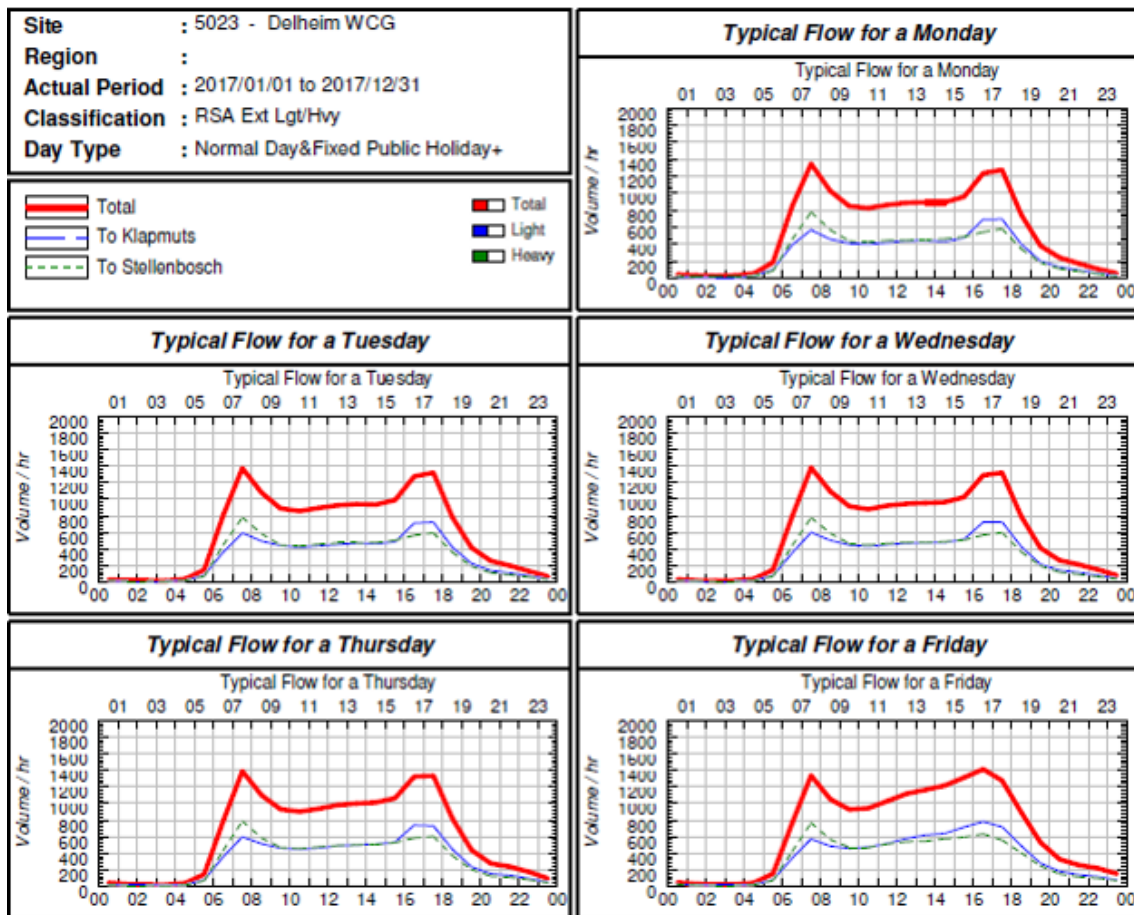 Site : 5023 - Delheim WCG
Region :
Actual Period : 2017/01/01 to 2017/12/31
Classification : RSA Ext Lgt/Hvy
Day Type : Normal Day&Fixed Public Holiday+
Total
To Klapmuts
To Stellenbosch
Total
Light
Heavy
Typical Flow for a Monday
Typical Flow for a Monday
01 03 05 07 09 11 13 15 17 19 21 23
2000
1800
1600
1400
1200
1000
800
600
400
200
0
Volume / hr
00 02 04 06 08 10 12 14 16 18 20 22 00
Typical Flow for a Tuesday
Typical Flow for a Tuesday
01 03 05 07 09 11 13 15 17 19 21 23
2000
1800
1600
1400
1200
1000
800
600
400
200
0
Volume / hr
00 02 04 06 08 10 12 14 16 18 20 22 00
Typical Flow for a Wednesday
Typical Flow for a Wednesday
01 03 05 07 09 11 13 15 17 19 21 23
2000
1800
1600
1400
1200
1000
800
600
400
200
0
Volume / hr
00 02 04 06 08 10 12 14 16 18 20 22 00
Typical Flow for a Thursday
Typical Flow for a Thursday
01 03 05 07 09 11 13 15 17 19 21 23
2000
1800
1600
1400
1200
1000
800
600
400
200
0
Volume / hr
00 02 04 06 08 10 12 14 16 18 20 22 00
Typical Flow for a Friday
Typical Flow for a Friday
01 03 05 07 09 11 13 15 17 19 21 23
2000
1800
1600
1400
1200
1000
800
600
400
200
0
Volume / hr
00 02 04 06 08 10 12 14 16 18 20 22 00